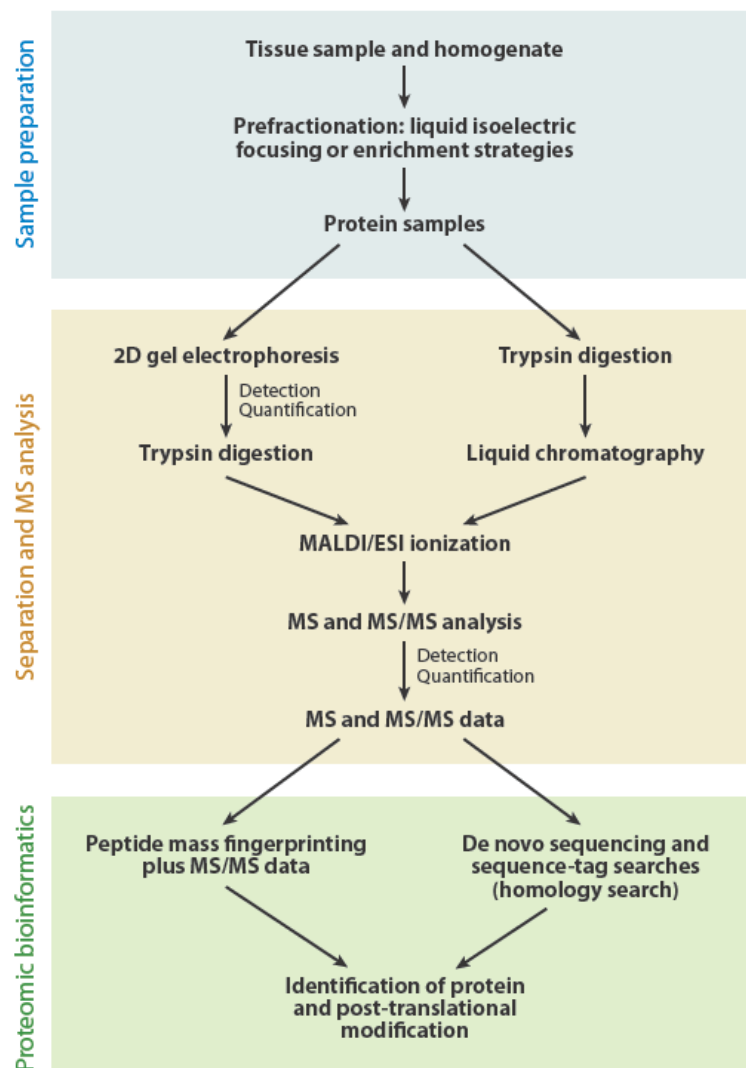 Sample preparation
Tissue sample and homogenate
Prefractionation: liquid isoelectric
focusing or enrichment strategies
Protein samples
Separation and MS analysis
2D gel electrophoresis
Detection
Quantification
Trypsin digestion
Trypsin digestion
Liquid chromatography
MALDI/ESI ionization
MS and MS/MS analysis
Detection
Quantification
MS and MS/MS data
Proteomic bioinformatics
Peptide mass fingerprinting
plus MS/MS data
De novo sequencing and
sequence-tag searches
(homology search)
Identification of protein
and post-translational
modification